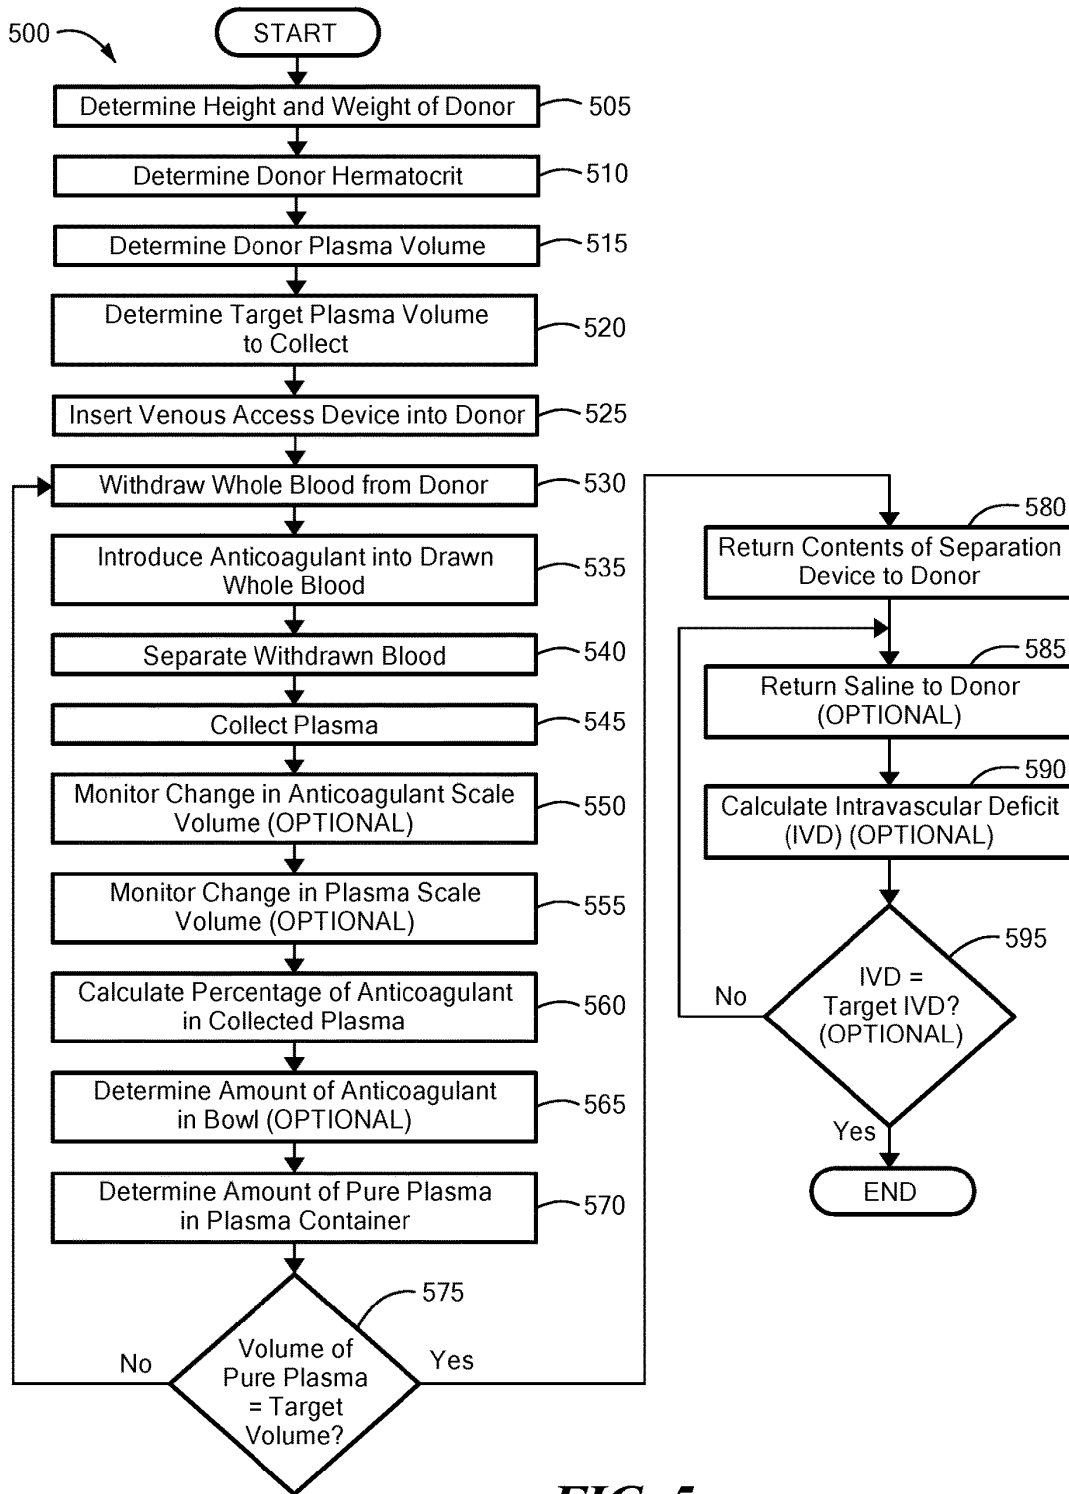 500
START
Determine Height and Weight of Donor
505
Determine Donor Hermatocrit
510
Determine Donor Plasma Volume
515
Determine Target Plasma Volume
to Collect
520
Insert Venous Access Device into Donor
525
Withdraw Whole Blood from Donor
530
Introduce Anticoagulant into Drawn
Whole Blood
535
Separate Withdrawn Blood
540
Collect Plasma
545
Monitor Change in Anticoagulant Scale
Volume (OPTIONAL)
550
Monitor Change in Plasma Scale
Volume (OPTIONAL)
555
Calculate Percentage of Anticoagulant
in Collected Plasma
560
Determine Amount of Anticoagulant
in Bowl (OPTIONAL)
565
Determine Amount of Pure Plasma
in Plasma Container
570
575
Volume of
Pure Plasma
= Target
Volume?
No
Yes
580
Return Contents of Separation
Device to Donor
585
Return Saline to Donor
(OPTIONAL)
590
Calculate Intravascular Deficit
(IVD) (OPTIONAL)
595
IVD =
Target IVD?
(OPTIONAL)
No
Yes
END
FIG. 5